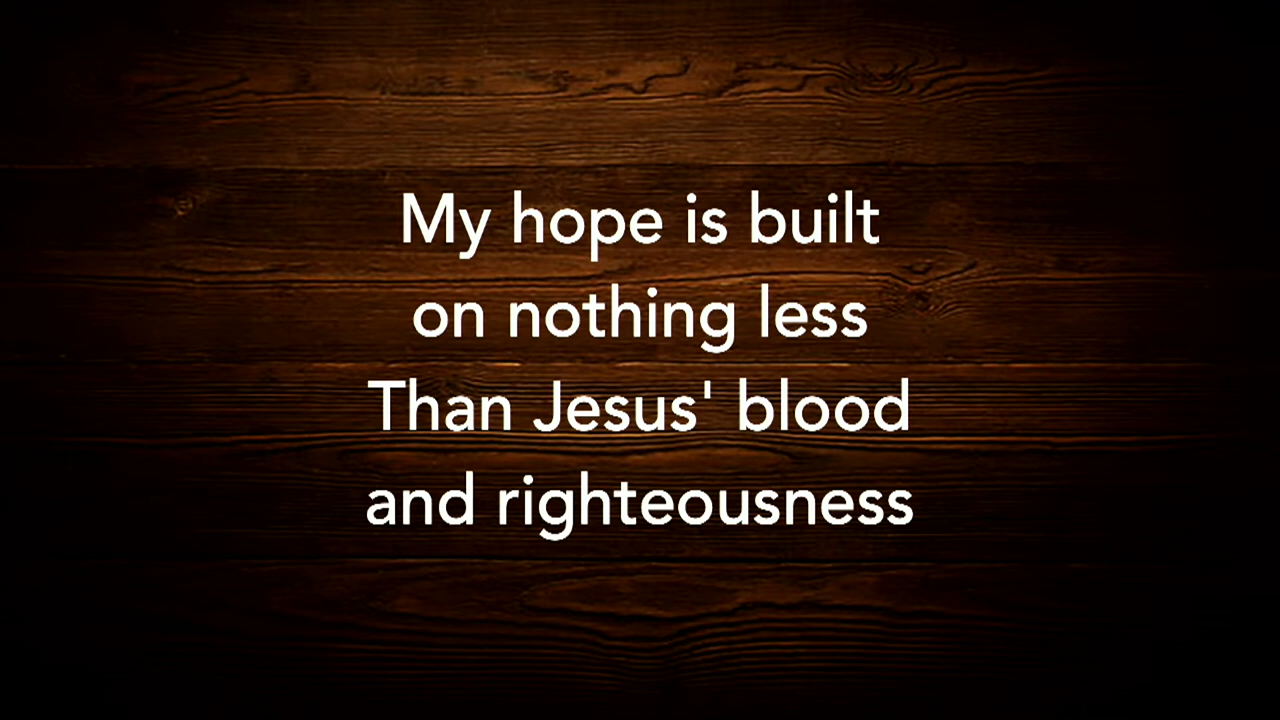 My hope is built
on nothing less
Than Jesus' blood
and righteousness